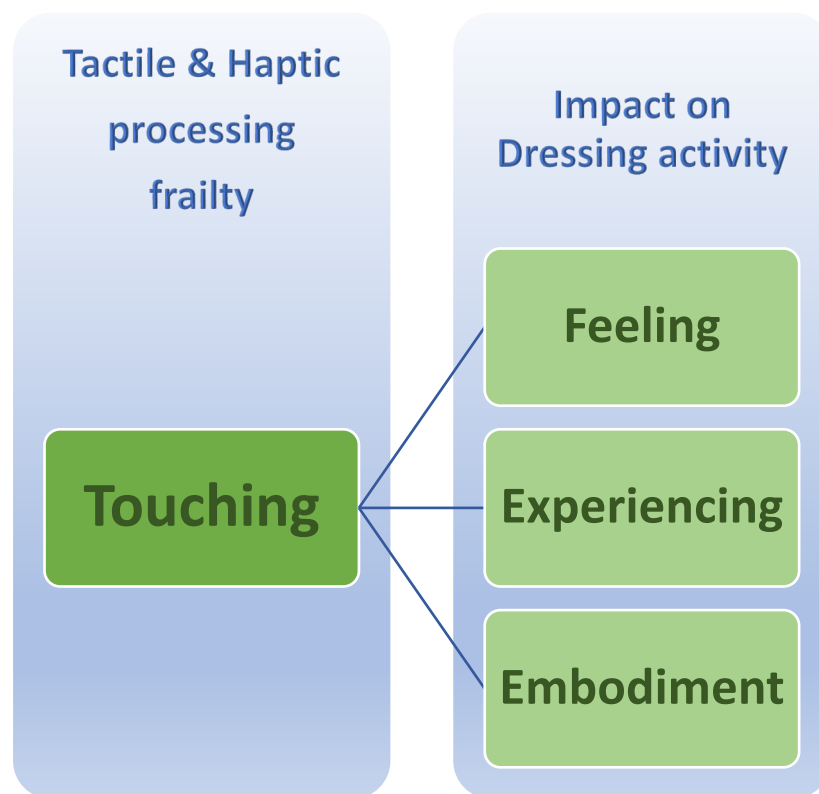 Tactile & Haptic
processing
frailty
Touching
Impact on
Dressing activity
Feeling
Experiencing
Embodiment